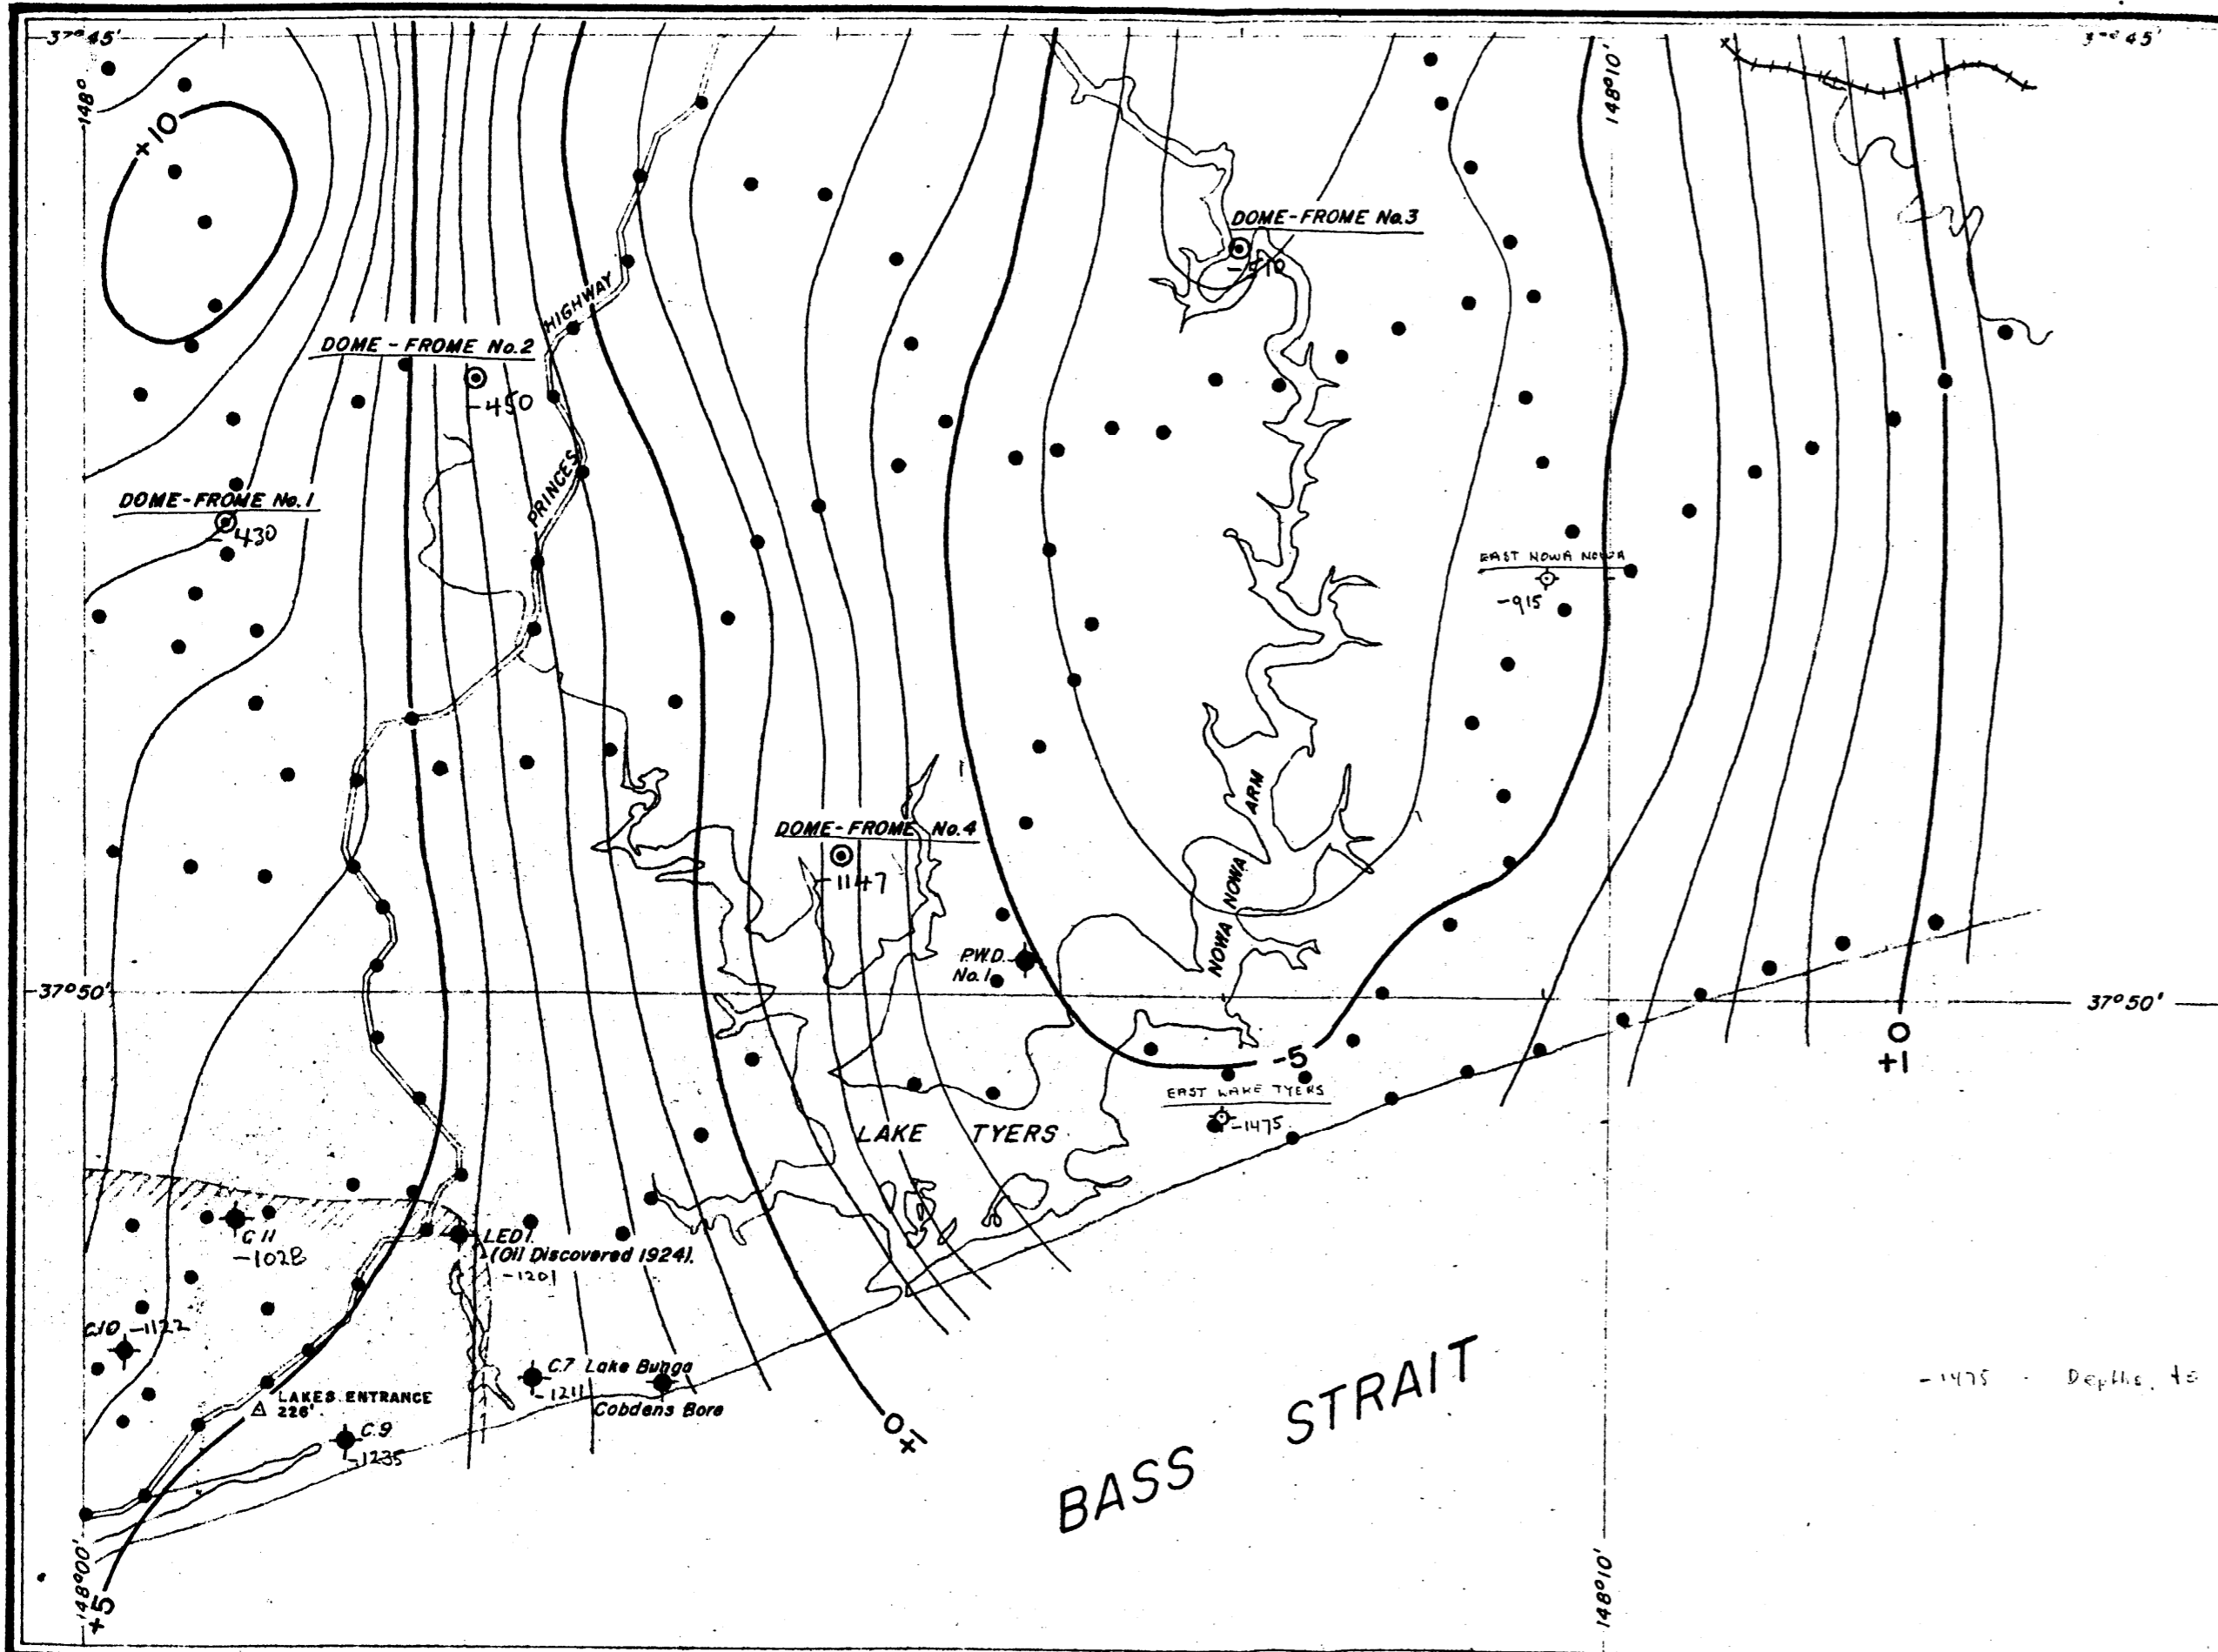 37°45'
37°45'
148°
148°10'
+10
DOME-FROME No.3
HIGHWAY
DOME - FROME No.2
-450
PRINCES
DOME-FROME No.1
-430
EAST NOWA NOWA
-915
ARM
DOME-FROME No.4
-1147
NOWA NOWA
P.W.D.
No.1
37°50'
37°50'
0
+1
-5
EAST LAKE TYERS
-1475
LAKE TYERS
C 11
-1028
LED1.
(Oil Discovered 1924).
-1201
C.10 -1122
C.7 Lake Bunga
-1211
Cobdens Bore
LAKES ENTRANCE
226'
C.9
-1235
0
BASS STRAIT
-1475 - Depths, to
148°00'
+5
148°10'